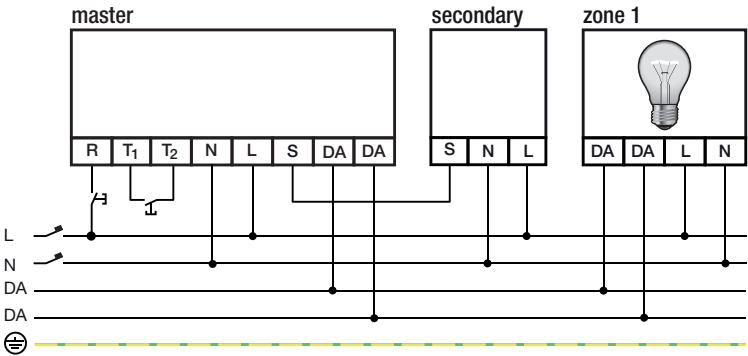 master secondary zone 1
R T1 T2 N L S DA DA S N L DA DA L N
L
N
DA
DA